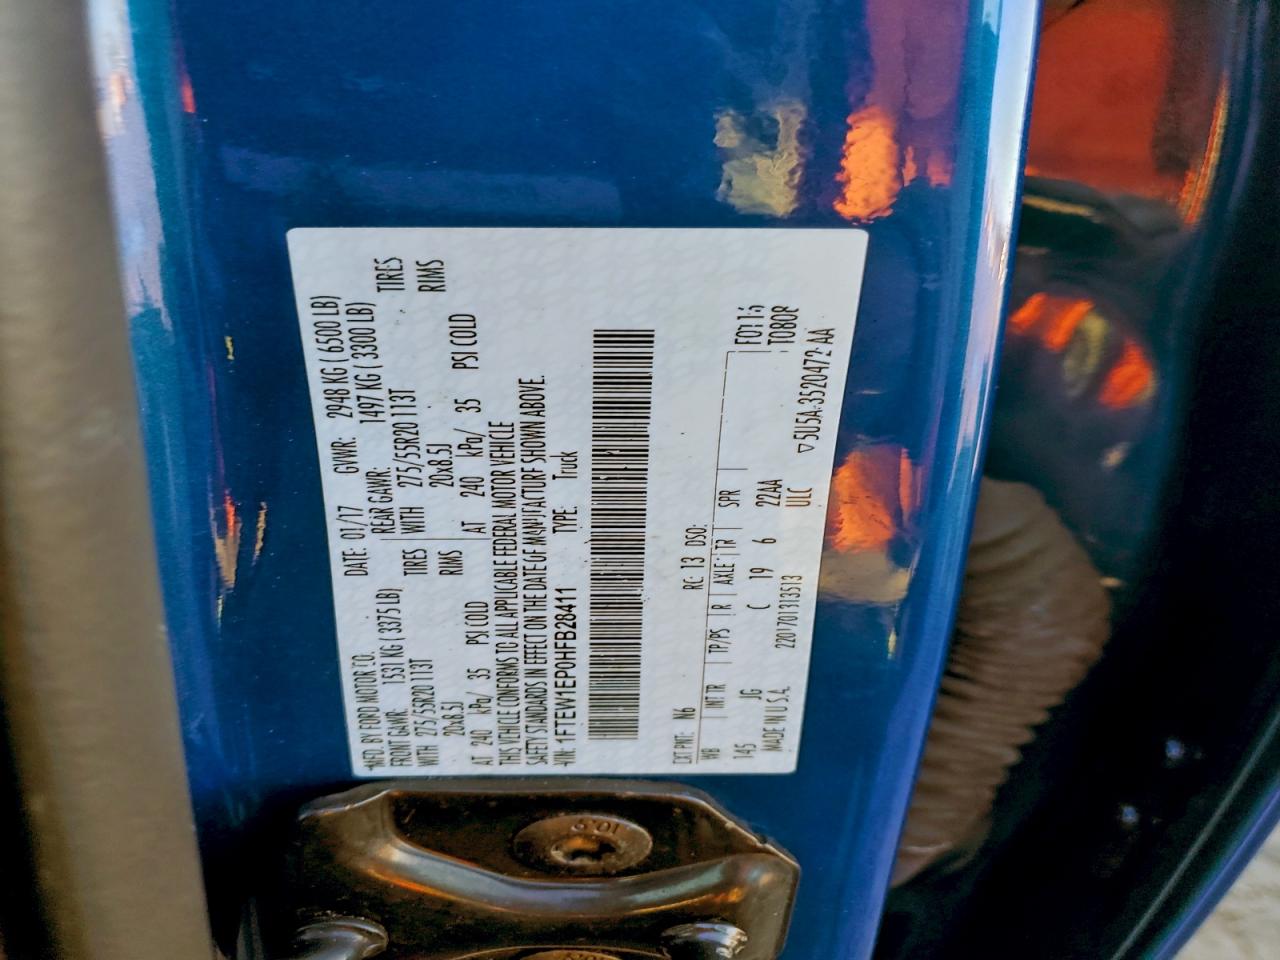 MFD. BY FORD MOTOR CO.
DATE: 01/17 GVWR: 2948 KG ( 6500 LB)
FRONT GAWR: 1531 KG ( 3375 LB) REAR GAWR: 1497 KG ( 3300 LB)
WITH 275/55R20 113T TIRES WITH 275/55R20 113T TIRES
20x8.5J RIMS 20x8.5J RIMS
AT 240 kPa/ 35 PSI COLD AT 240 kPa/ 35 PSI COLD
THIS VEHICLE CONFORMS TO ALL APPLICABLE FEDERAL MOTOR VEHICLE
SAFETY STANDARDS IN EFFECT ON THE DATE OF MANUFACTURE SHOWN ABOVE.
VIN: 1FTEW1EP0HFB28411 TYPE: Truck
EXT PNT: N6 RC: 13 DSO:
WB INT TR TP/PS R AXLE TR SPR F0115
145 JG C 19 6 22AA T0808
MADE IN U.S.A. 2201701313513 ULC
▽5U5A-3520472-AA
10.9